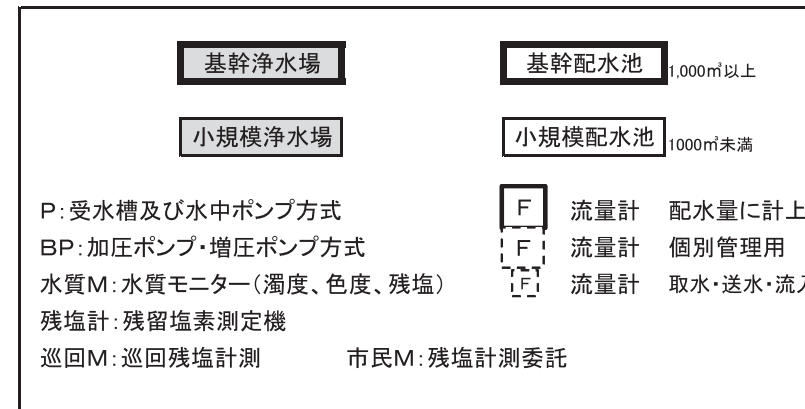 基幹浄水場 基幹配水池 1,000㎥以上
小規模浄水場 小規模配水池 1000㎥未満
P:受水槽及び水中ポンプ方式 F 流量計 配水量に計上
BP:加圧ポンプ・増圧ポンプ方式 F 流量計 個別管理用
水質M:水質モニター(濁度、色度、残塩) F 流量計 取水・送水・流入
残塩計:残留塩素測定機
巡回M:巡回残塩計測 市民M:残塩計測委託